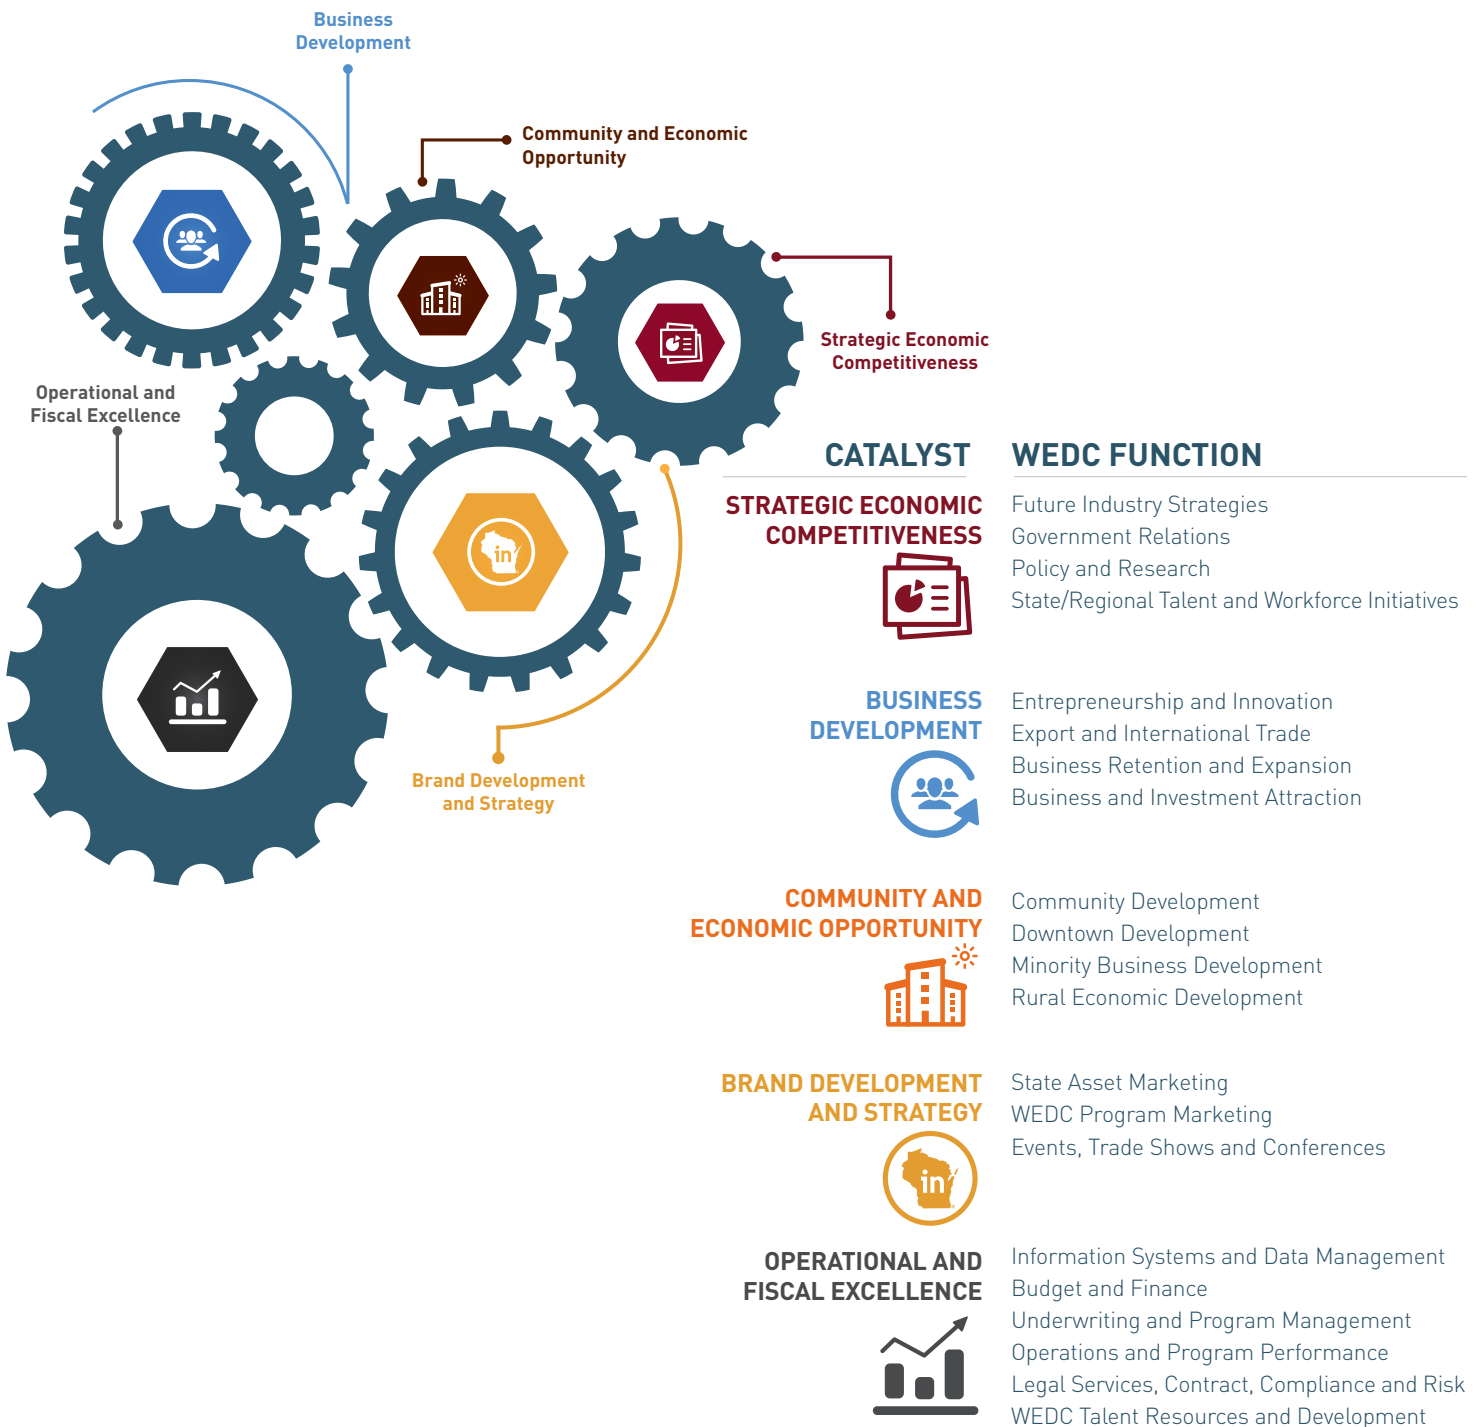 Business
Development
Community and Economic
Opportunity
Strategic Economic
Competitiveness
Operational and
Fiscal Excellence
in
Brand Development
and Strategy
CATALYST
WEDC FUNCTION
STRATEGIC ECONOMIC
COMPETITIVENESS
Future Industry Strategies
Government Relations
Policy and Research
State/Regional Talent and Workforce Initiatives
BUSINESS
DEVELOPMENT
Entrepreneurship and Innovation
Export and International Trade
Business Retention and Expansion
Business and Investment Attraction
COMMUNITY AND
ECONOMIC OPPORTUNITY
Community Development
Downtown Development
Minority Business Development
Rural Economic Development
BRAND DEVELOPMENT
AND STRATEGY
in
State Asset Marketing
WEDC Program Marketing
Events, Trade Shows and Conferences
OPERATIONAL AND
FISCAL EXCELLENCE
Information Systems and Data Management
Budget and Finance
Underwriting and Program Management
Operations and Program Performance
Legal Services, Contract, Compliance and Risk
WEDC Talent Resources and Development